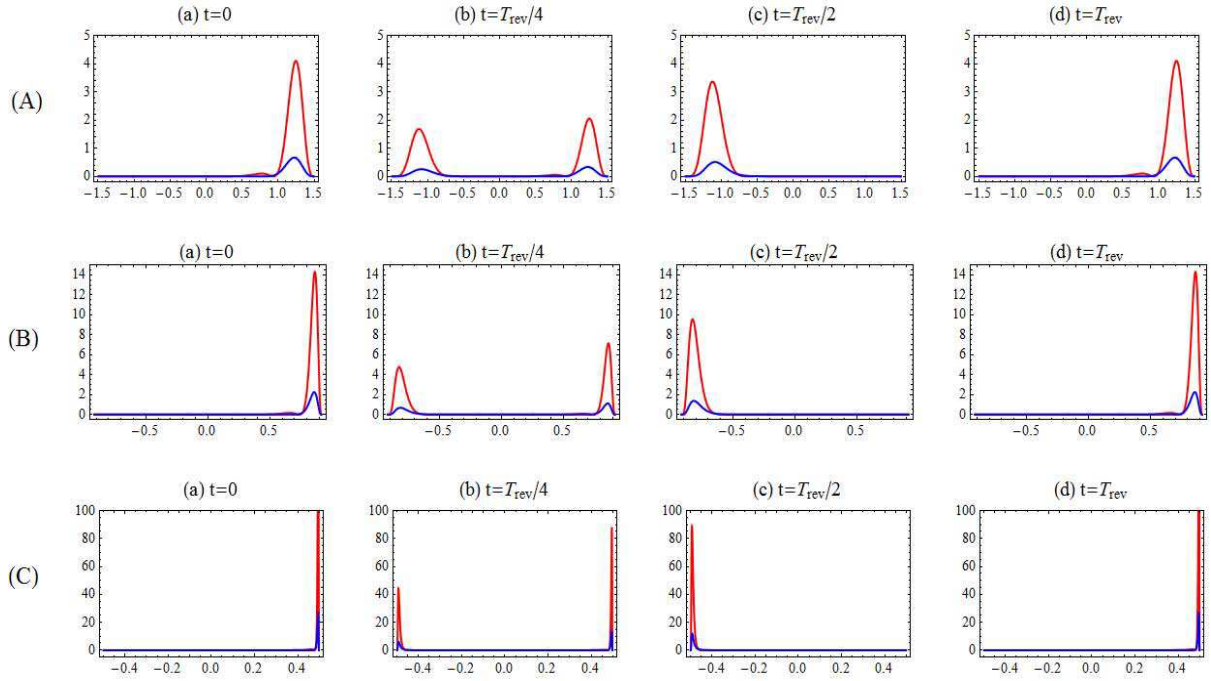 (a) t=0 (b) t=T_rev/4 (c) t=T_rev/2 (d) t=T_rev
(A)
5 5 5 5
4 4 4 4
3 3 3 3
2 2 2 2
1 1 1 1
0 0 0 0
−1.5 −1.0 −0.5 0.0 0.5 1.0 1.5 −1.5 −1.0 −0.5 0.0 0.5 1.0 1.5 −1.5 −1.0 −0.5 0.0 0.5 1.0 1.5 −1.5 −1.0 −0.5 0.0 0.5 1.0 1.5
(a) t=0 (b) t=T_rev/4 (c) t=T_rev/2 (d) t=T_rev
(B)
14 14 14 14
12 12 12 12
10 10 10 10
8 8 8 8
6 6 6 6
4 4 4 4
2 2 2 2
0 0 0 0
−0.5 0.0 0.5 −0.5 0.0 0.5 −0.5 0.0 0.5 −0.5 0.0 0.5
(a) t=0 (b) t=T_rev/4 (c) t=T_rev/2 (d) t=T_rev
(C)
100 100 100 100
80 80 80 80
60 60 60 60
40 40 40 40
20 20 20 20
0 0 0 0
−0.4 −0.2 0.0 0.2 0.4 −0.4 −0.2 0.0 0.2 0.4 −0.4 −0.2 0.0 0.2 0.4 −0.4 −0.2 0.0 0.2 0.4